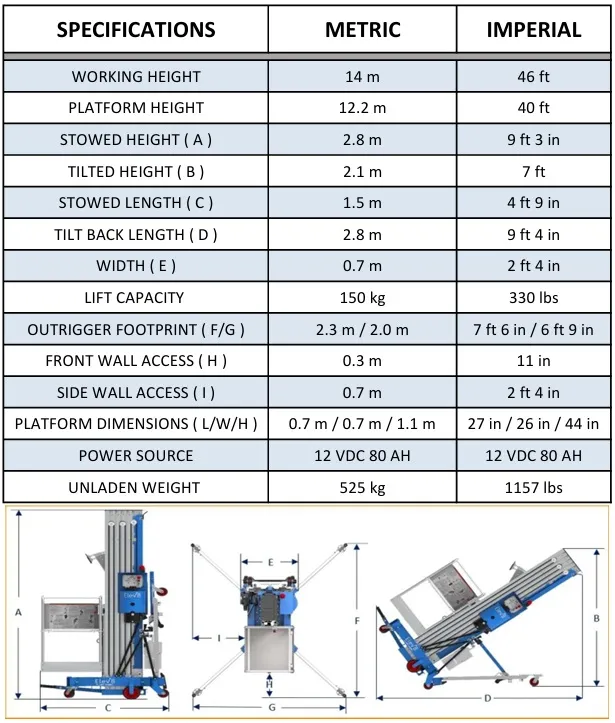 SPECIFICATIONS METRIC IMPERIAL
WORKING HEIGHT 14 m 46 ft
PLATFORM HEIGHT 12.2 m 40 ft
STOWED HEIGHT ( A ) 2.8 m 9 ft 3 in
TILTED HEIGHT ( B ) 2.1 m 7 ft
STOWED LENGTH ( C ) 1.5 m 4 ft 9 in
TILT BACK LENGTH ( D ) 2.8 m 9 ft 4 in
WIDTH ( E ) 0.7 m 2 ft 4 in
LIFT CAPACITY 150 kg 330 lbs
OUTRIGGER FOOTPRINT ( F/G ) 2.3 m / 2.0 m 7 ft 6 in / 6 ft 9 in
FRONT WALL ACCESS ( H ) 0.3 m 11 in
SIDE WALL ACCESS ( I ) 0.7 m 2 ft 4 in
PLATFORM DIMENSIONS ( L/W/H ) 0.7 m / 0.7 m / 1.1 m 27 in / 26 in / 44 in
POWER SOURCE 12 VDC 80 AH 12 VDC 80 AH
UNLADEN WEIGHT 525 kg 1157 lbs
E
A
B
F
I
H
C
G
D